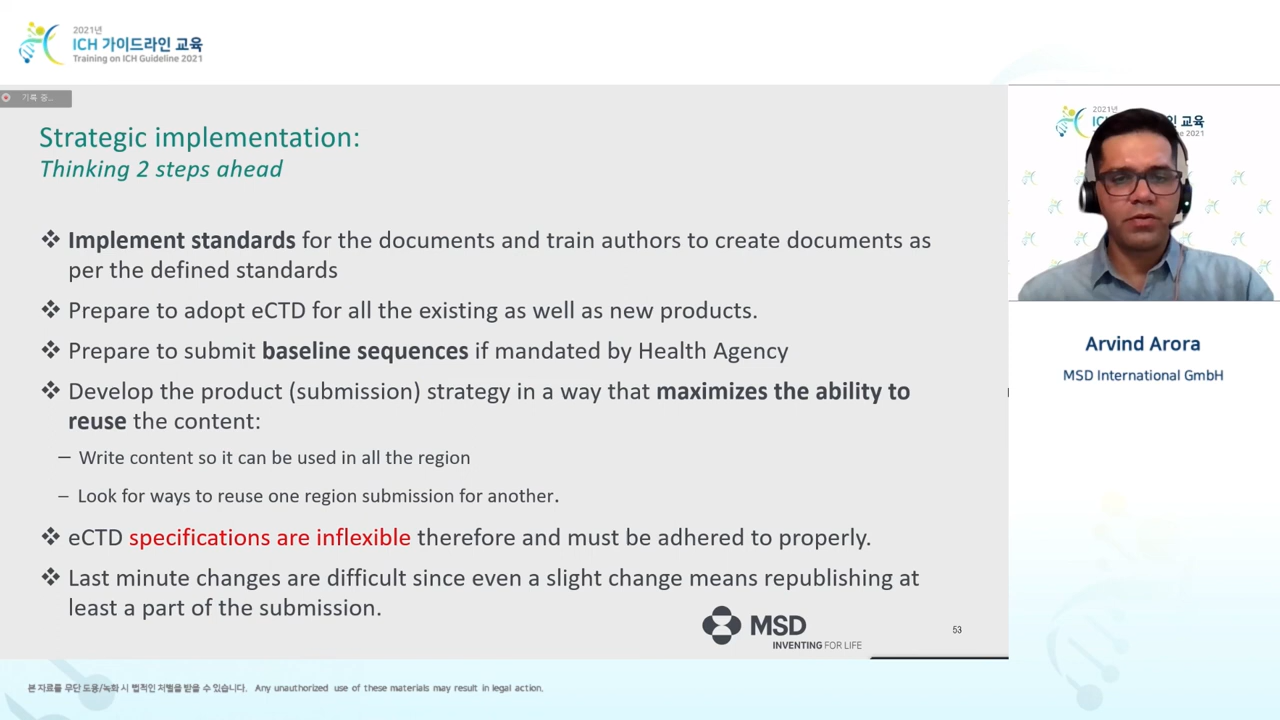 2021년
ICH 가이드라인 교육
Training on ICH Guideline 2021
기록 중...
Strategic implementation:
Thinking 2 steps ahead
❖ Implement standards for the documents and train authors to create documents as
per the defined standards
❖ Prepare to adopt eCTD for all the existing as well as new products.
❖ Prepare to submit baseline sequences if mandated by Health Agency
❖ Develop the product (submission) strategy in a way that maximizes the ability to
reuse the content:
– Write content so it can be used in all the region
– Look for ways to reuse one region submission for another.
❖ eCTD specifications are inflexible therefore and must be adhered to properly.
❖ Last minute changes are difficult since even a slight change means republishing at
least a part of the submission.
MSD
INVENTING FOR LIFE
53
2021년
Arvind Arora
MSD International GmbH
본 자료를 무단 도용/녹화 시 법적인 처벌을 받을 수 있습니다. Any unauthorized use of these materials may result in legal action.